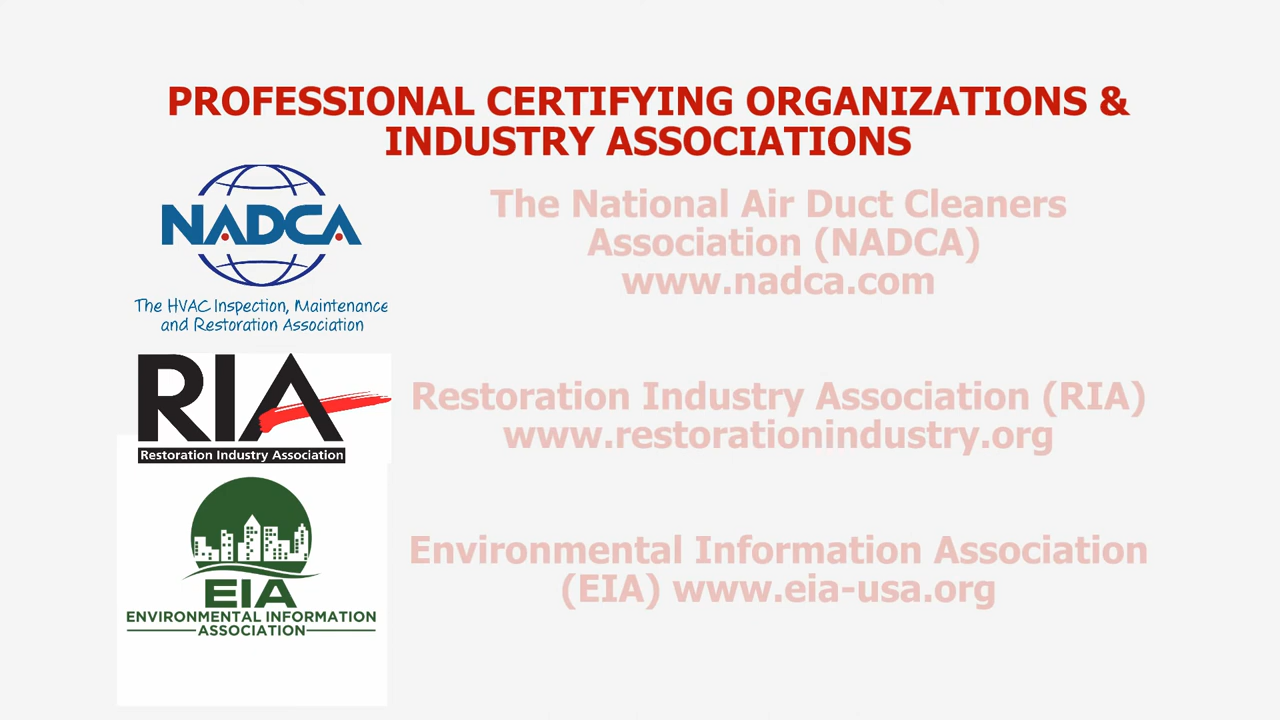 PROFESSIONAL CERTIFYING ORGANIZATIONS &
INDUSTRY ASSOCIATIONS
NADCA
The HVAC Inspection, Maintenance
and Restoration Association
The National Air Duct Cleaners
Association (NADCA)
www.nadca.com
RIA
Restoration Industry Association
Restoration Industry Association (RIA)
www.restorationindustry.org
EIA
ENVIRONMENTAL INFORMATION
ASSOCIATION
Environmental Information Association
(EIA) www.eia-usa.org